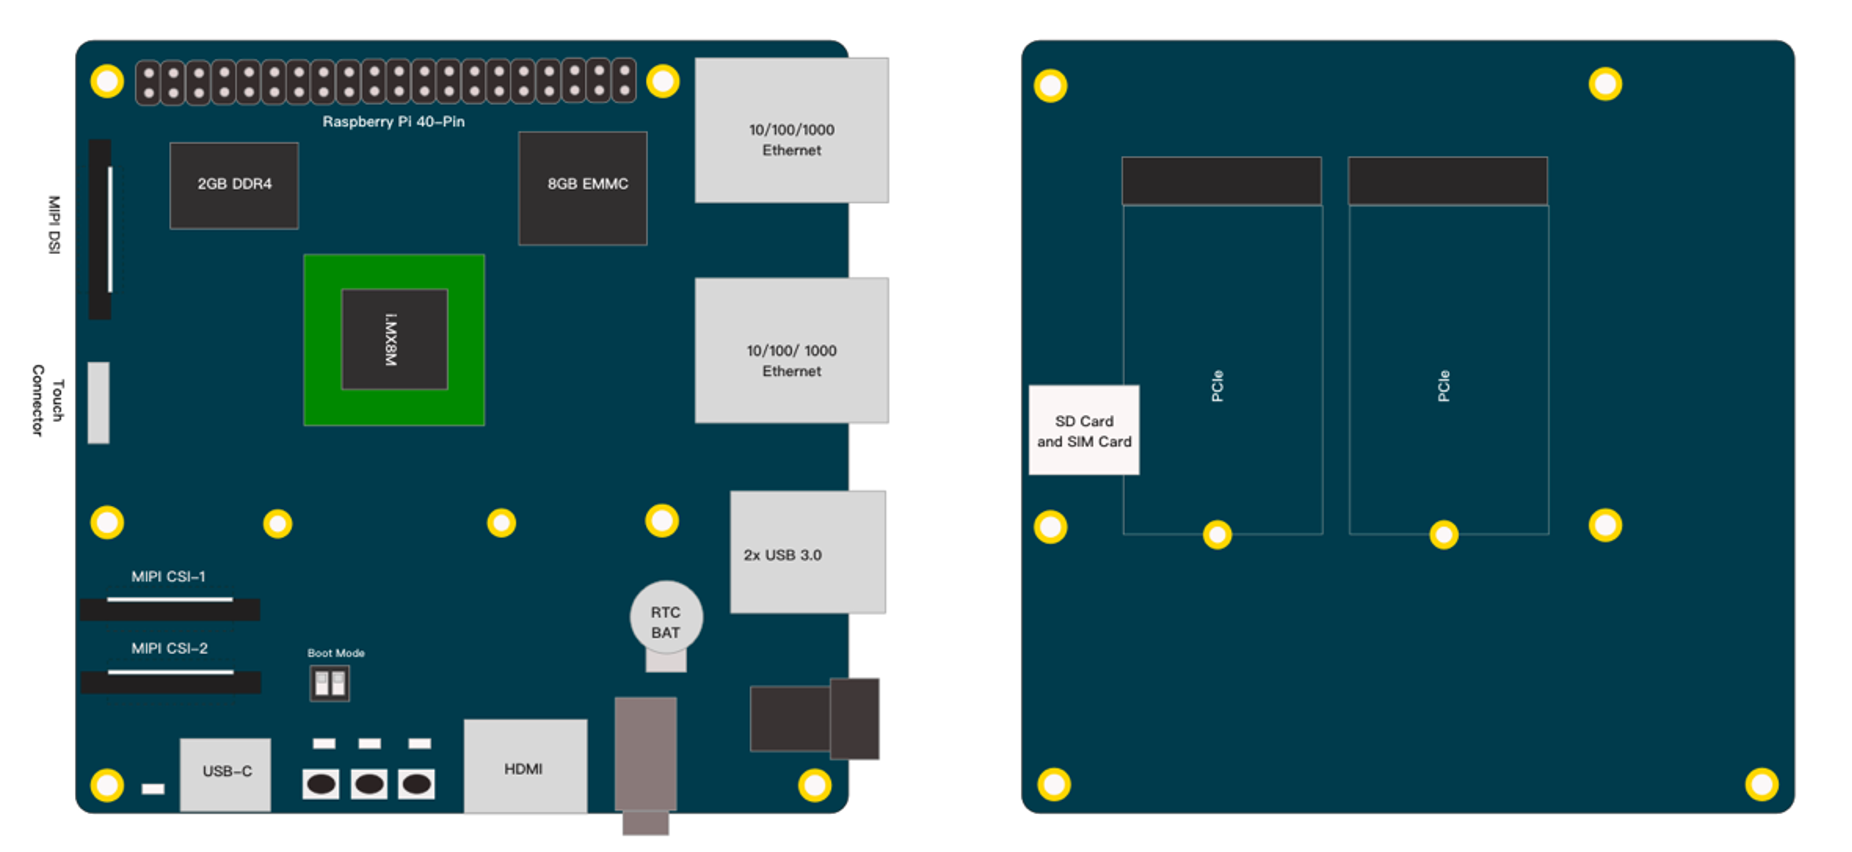 Raspberry Pi 40-Pin
10/100/1000
Ethernet
2GB DDR4
8GB EMMC
MIPI DSI
i.MX8M
10/100/ 1000
Ethernet
Touch
Connector
2x USB 3.0
MIPI CSI-1
RTC
BAT
MIPI CSI-2
Boot Mode
USB-C
HDMI
PCIe
PCIe
SD Card
and SIM Card